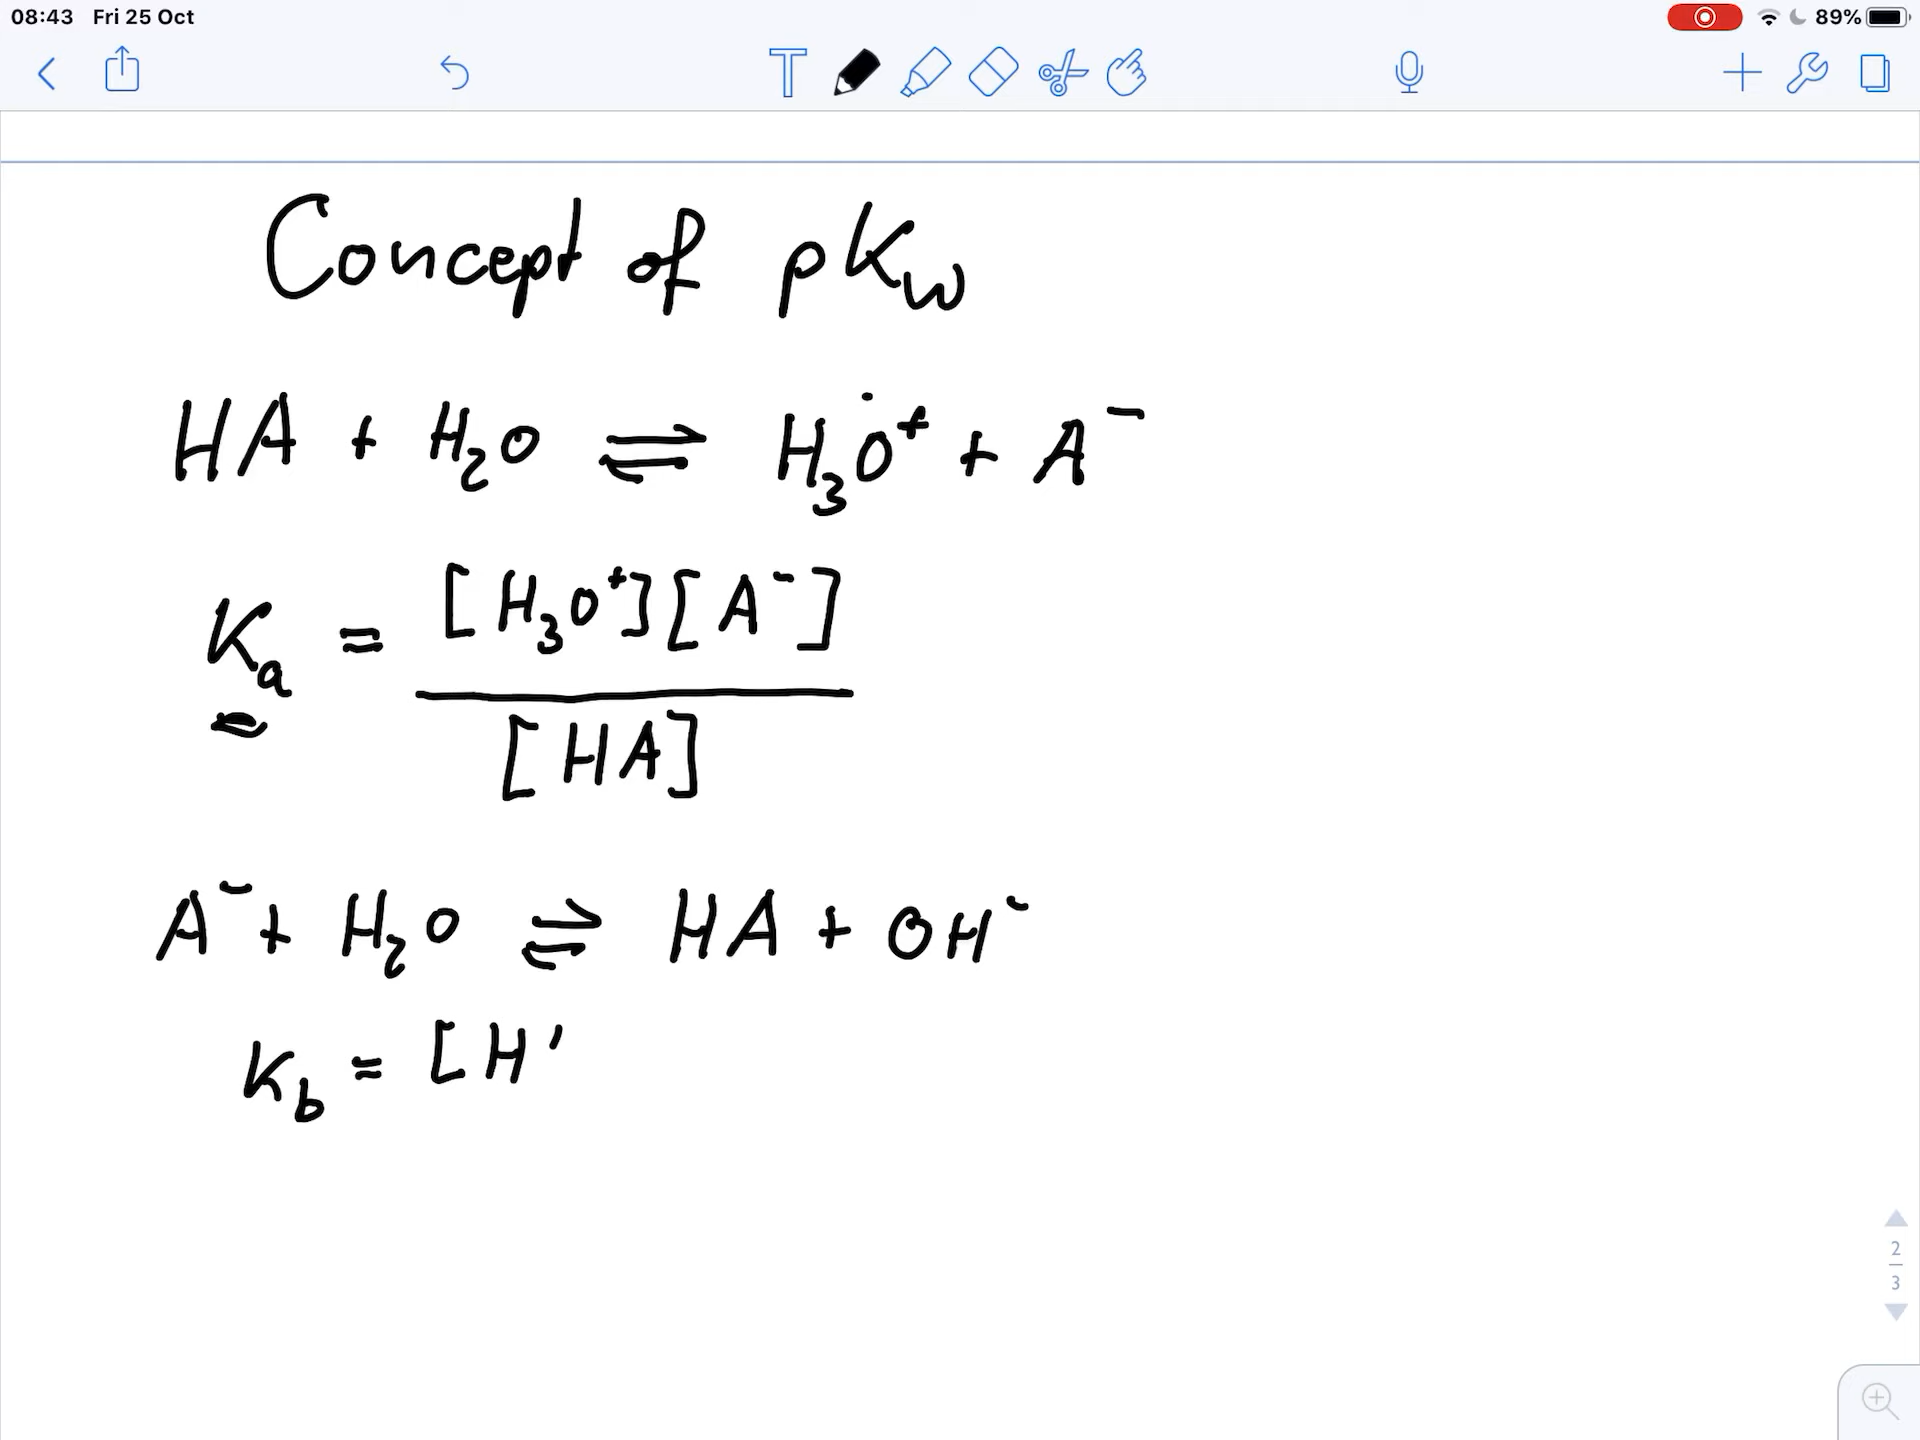 08:43 Fri 25 Oct 89%
T
Concept of pKw
HA + H₂O ⇌ H₃O⁺ + A⁻
Ka = [H₃O⁺][A⁻]
[HA]
A⁻ + H₂O ⇌ HA + OH⁻
Kb = [H
2
3